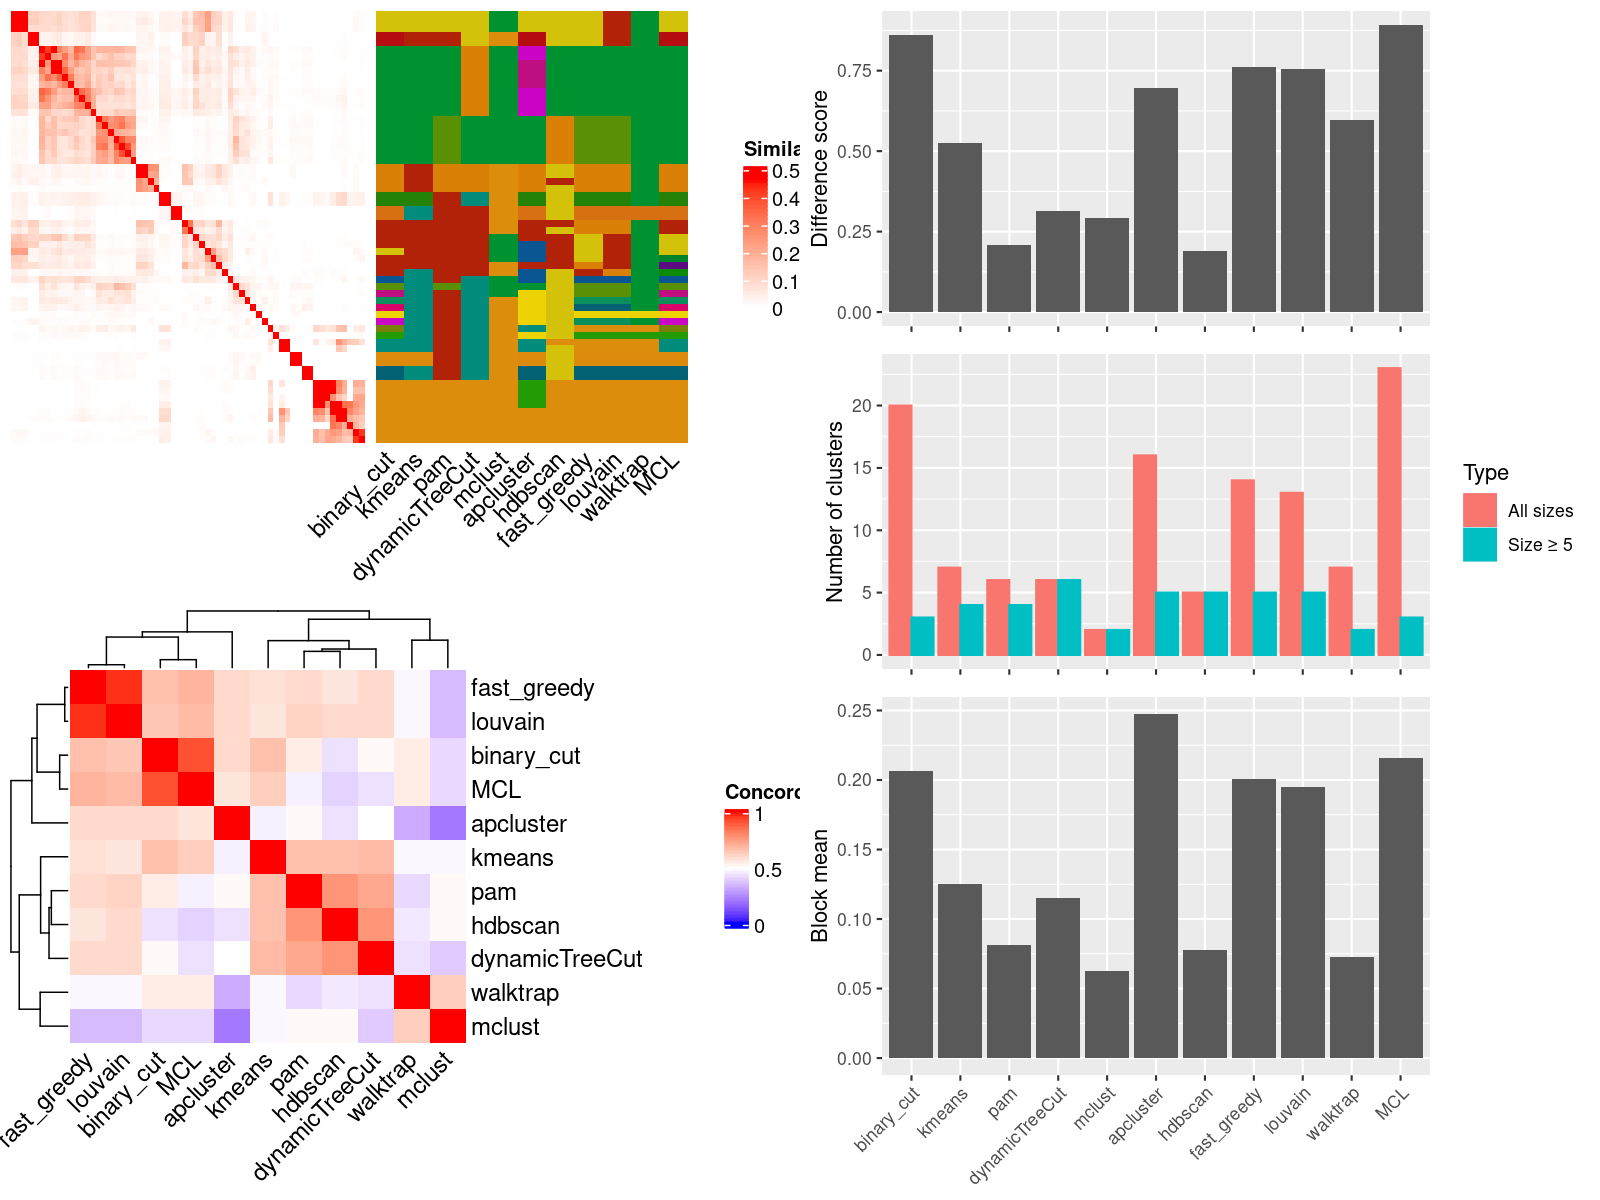 Simila
0.5
0.4
0.3
0.2
0.1
0
binary_cut
kmeans
pam
dynamicTreeCut
mclust
apcluster
hdbscan
fast_greedy
louvain
walktrap
MCL
fast_greedy
louvain
binary_cut
MCL
apcluster
kmeans
pam
hdbscan
dynamicTreeCut
walktrap
mclust
Concord
1
0.5
0
fast_greedy
louvain
binary_cut
MCL
apcluster
kmeans
pam
hdbscan
dynamicTreeCut
walktrap
mclust
Difference score
0.75
0.50
0.25
0.00
Number of clusters
20
15
10
5
0
Type
All sizes
Size ≥ 5
Block mean
0.25
0.20
0.15
0.10
0.05
0.00
binary_cut
kmeans
pam
dynamicTreeCut
mclust
apcluster
hdbscan
fast_greedy
louvain
walktrap
MCL